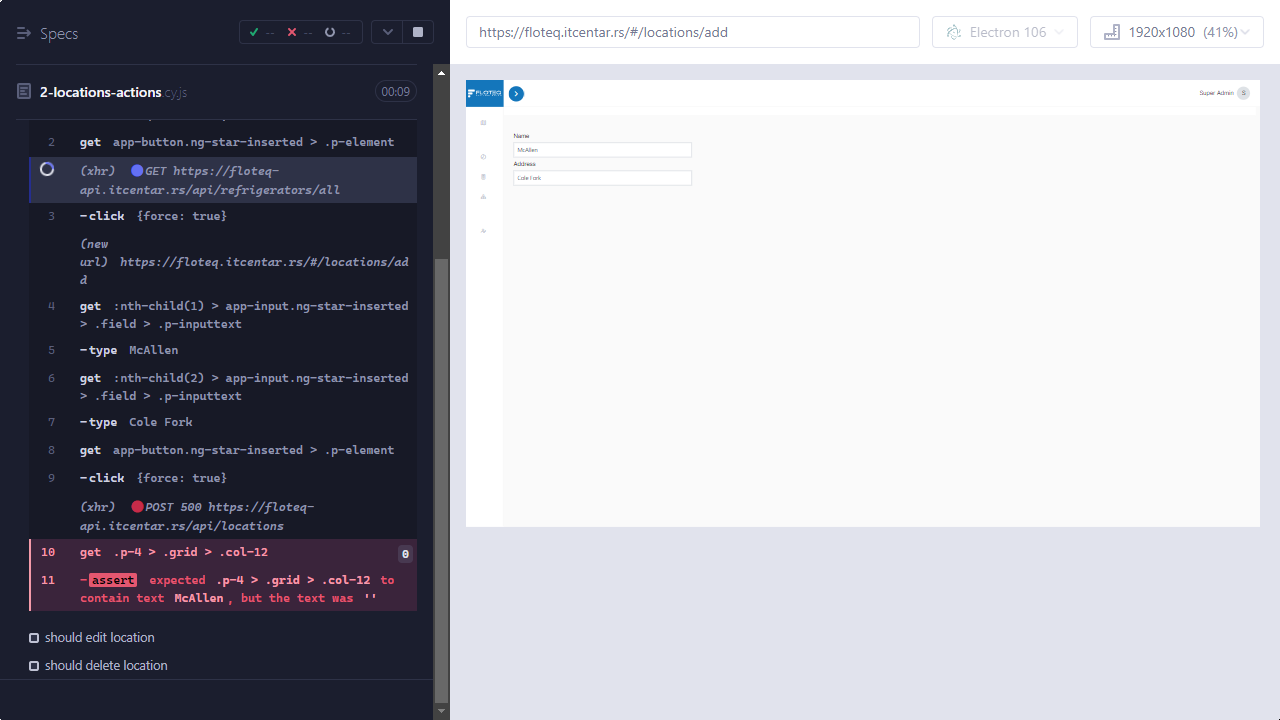 Specs
--
--
--
2-locations-actions.cy.js
00:09
2 get app-button.ng-star-inserted > .p-element
(xhr) GET https://floteq-
api.itcentar.rs/api/refrigerators/all
3 -click {force: true}
(new
url) https://floteq.itcentar.rs/#/locations/ad
d
4 get :nth-child(1) > app-input.ng-star-inserted
> .field > .p-inputtext
5 -type McAllen
6 get :nth-child(2) > app-input.ng-star-inserted
> .field > .p-inputtext
7 -type Cole Fork
8 get app-button.ng-star-inserted > .p-element
9 -click {force: true}
(xhr) POST 500 https://floteq-
api.itcentar.rs/api/locations
10 get .p-4 > .grid > .col-12 0
11 -assert expected .p-4 > .grid > .col-12 to
contain text McAllen, but the text was ''
should edit location
should delete location
https://floteq.itcentar.rs/#/locations/add
Electron 106
1920x1080 (41%)
FLOTEQ
Super Admin S
Name
McAllen
Address
Cole Fork